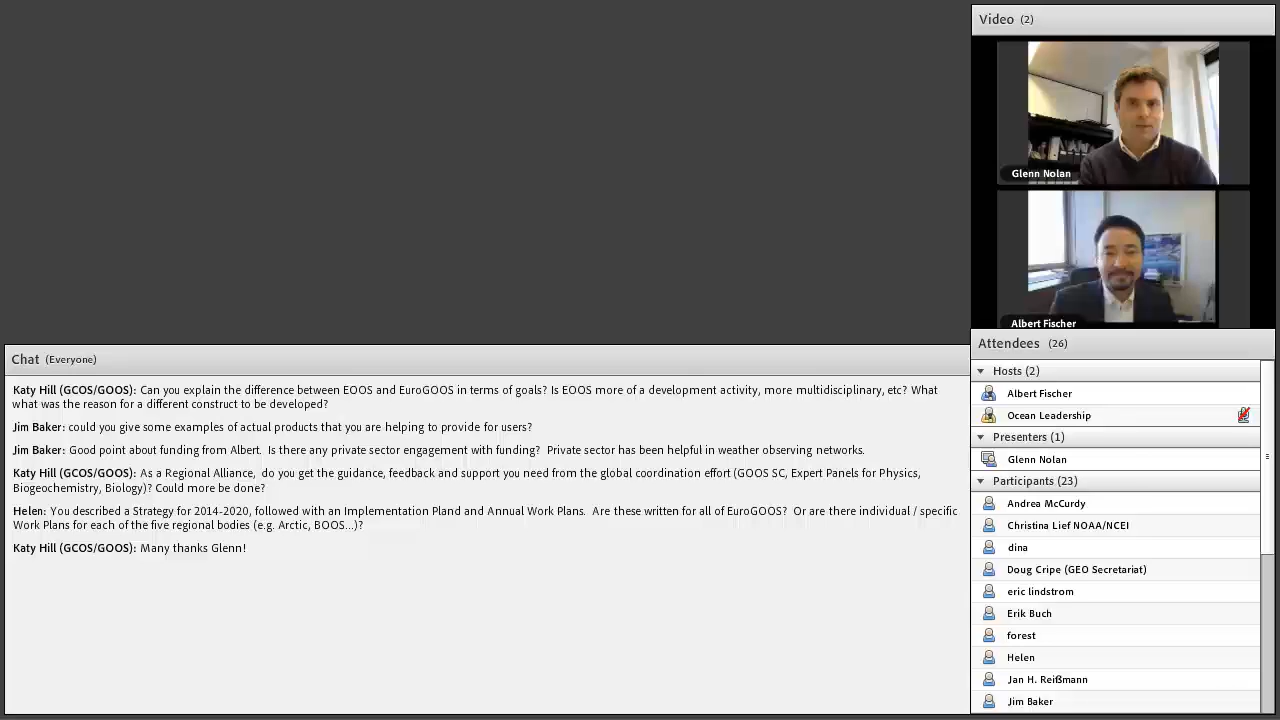 Video (2)
Glenn Nolan
Albert Fischer
Chat (Everyone)
Katy Hill (GCOS/GOOS): Can you explain the difference between EOOS and EuroGOOS in terms of goals? Is EOOS more of a development activity, more multidisciplinary, etc? What
what was the reason for a different construct to be developed?
Jim Baker: could you give some examples of actual products that you are helping to provide for users?
Jim Baker: Good point about funding from Albert. Is there any private sector engagement with funding? Private sector has been helpful in weather observing networks.
Katy Hill (GCOS/GOOS): As a Regional Alliance, do you get the guidance, feedback and support you need from the global coordination effort (GOOS SC, Expert Panels for Physics,
Biogeochemistry, Biology)? Could more be done?
Helen: You described a Strategy for 2014-2020, followed with an Implementation Pland and Annual Work Plans. Are these written for all of EuroGOOS? Or are there individual / specific
Work Plans for each of the five regional bodies (e.g. Arctic, BOOS...)?
Katy Hill (GCOS/GOOS): Many thanks Glenn!
Attendees (26)
Hosts (2)
Albert Fischer
Ocean Leadership
Presenters (1)
Glenn Nolan
Participants (23)
Andrea McCurdy
Christina Lief NOAA/NCEI
dina
Doug Cripe (GEO Secretariat)
eric lindstrom
Erik Buch
forest
Helen
Jan H. Reißmann
Jim Baker